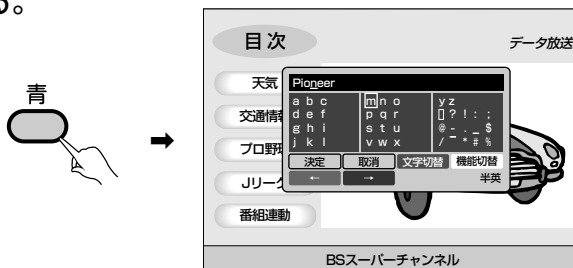 る。
青
目次
データ放送
天気
交通情報
プロ野
Jリーグ
番組連動
Pioneer
a b c
d e f
g h i
j k l
m n o
p q r
s t u
v w x
y z
▯ ? ! : ;
@ - . _ $
/ ‾ * # %
決定
取消
文字切替
機能切替
←
→
半英
BSスーパーチャンネル